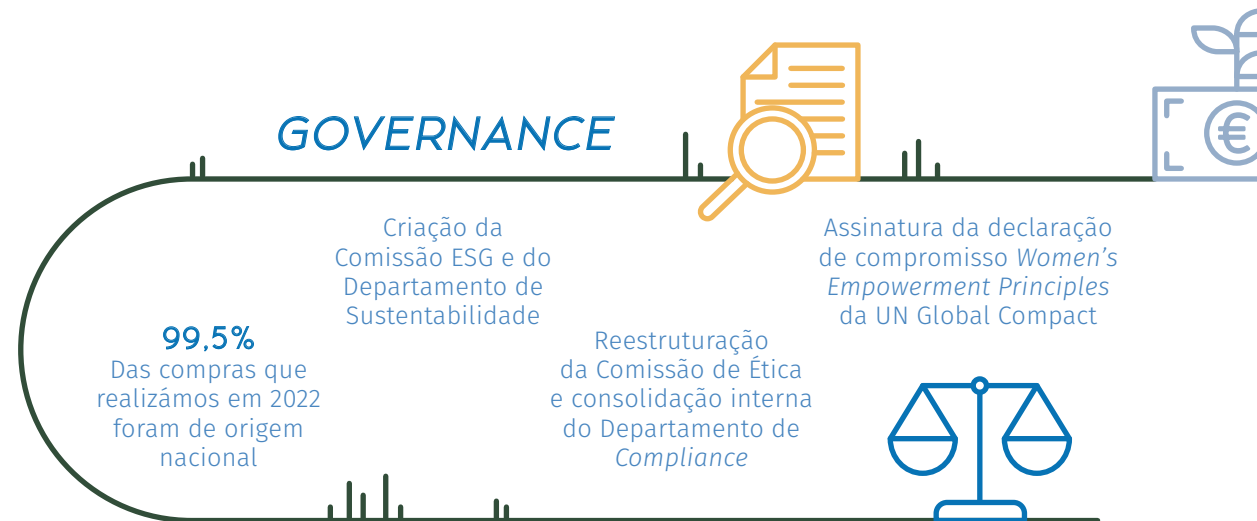 GOVERNANCE
99,5%
Das compras que
realizámos em 2022
foram de origem
nacional
Criação da
Comissão ESG e do
Departamento de
Sustentabilidade
Reestruturação
da Comissão de Ética
e consolidação interna
do Departamento de
Compliance
Assinatura da declaração
de compromisso Women's
Empowerment Principles
da UN Global Compact
€